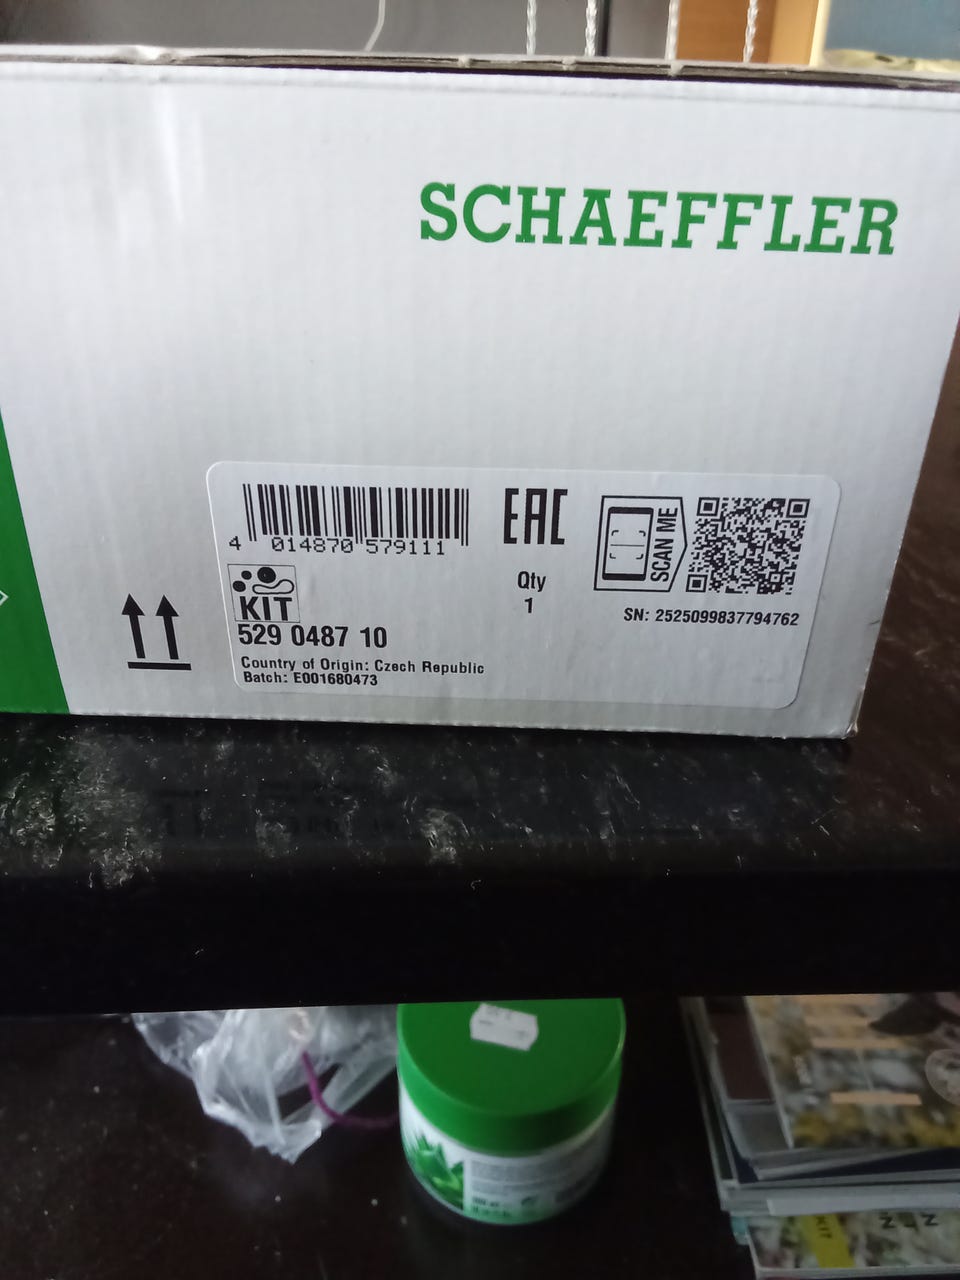 SCHAEFFLER
4 014870 579111
EAC
SCAN ME
Qty
1
SN: 2525099837794762
KIT
529 0487 10
Country of Origin: Czech Republic
Batch: E001680473
KIT